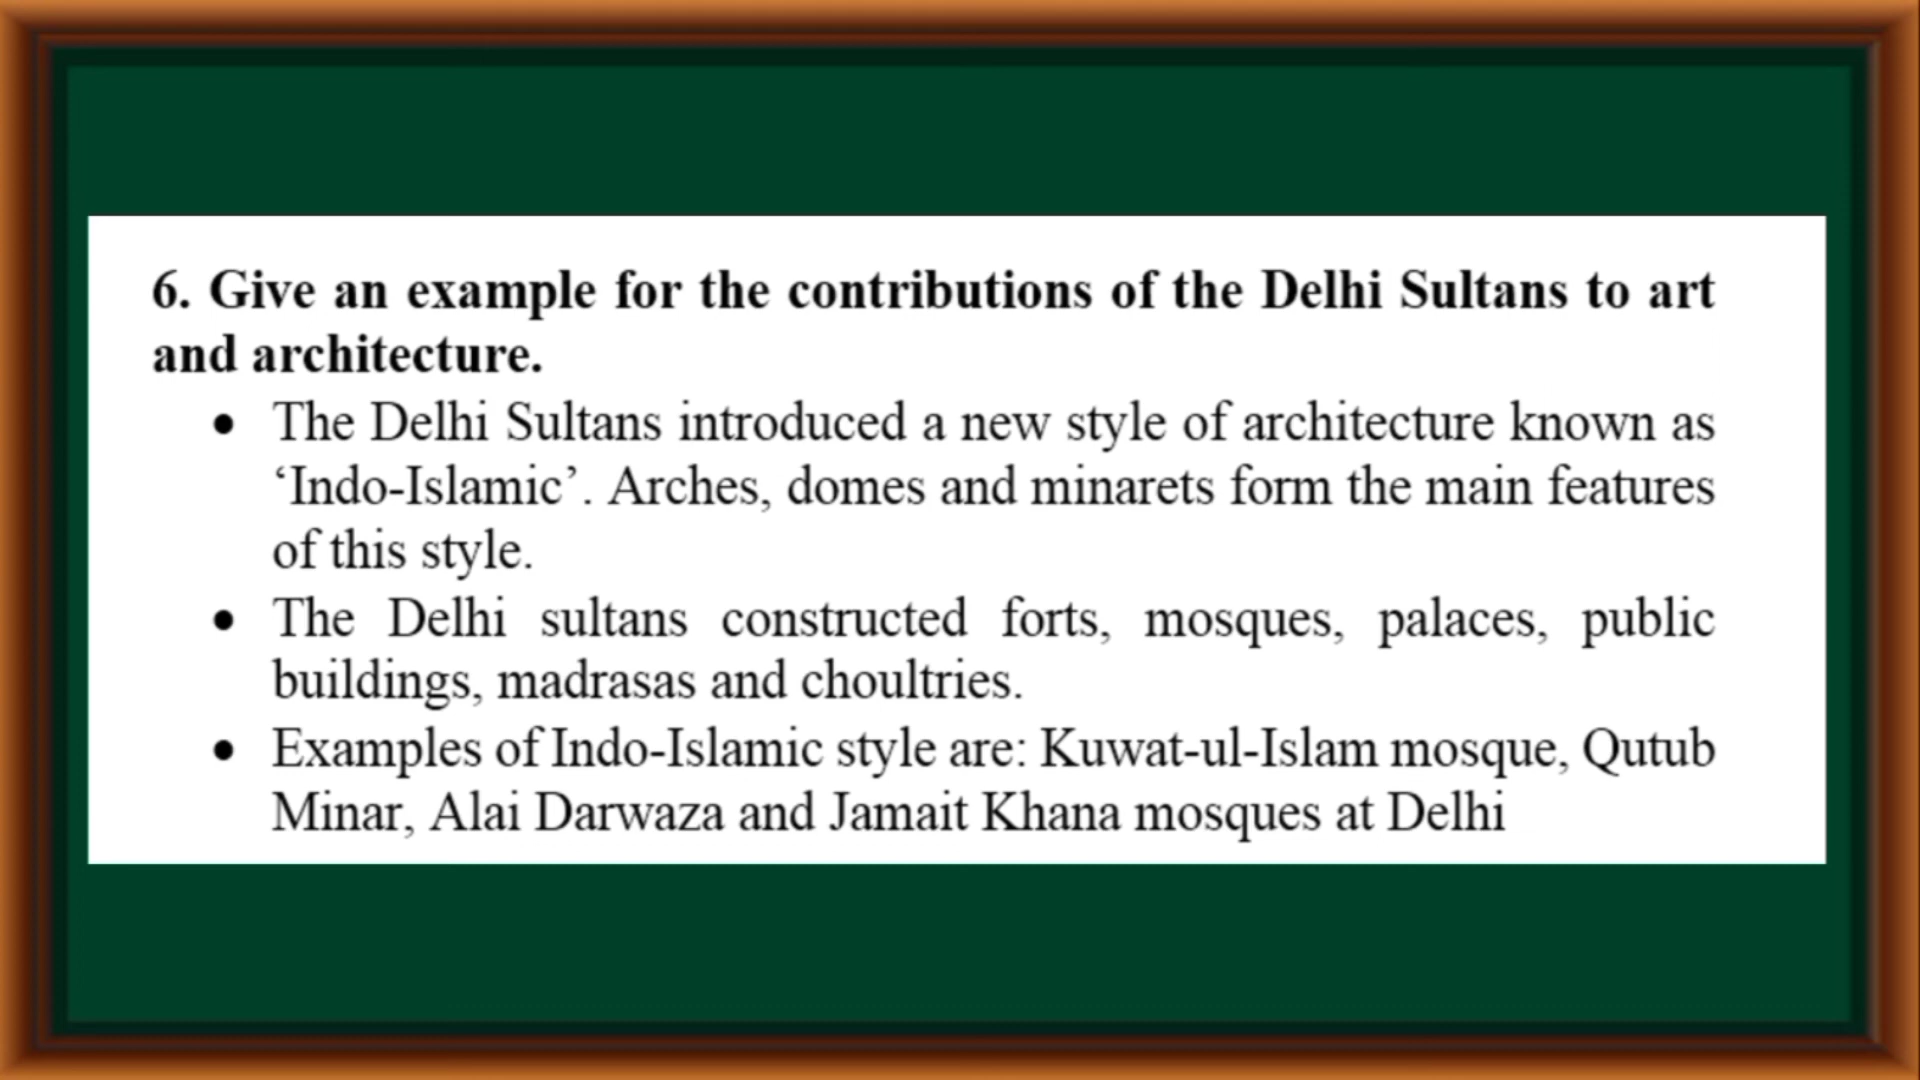 6. Give an example for the contributions of the Delhi Sultans to art
and architecture.
● The Delhi Sultans introduced a new style of architecture known as
‘Indo-Islamic’. Arches, domes and minarets form the main features
of this style.
● The Delhi sultans constructed forts, mosques, palaces, public
buildings, madrasas and choultries.
● Examples of Indo-Islamic style are: Kuwat-ul-Islam mosque, Qutub
Minar, Alai Darwaza and Jamait Khana mosques at Delhi